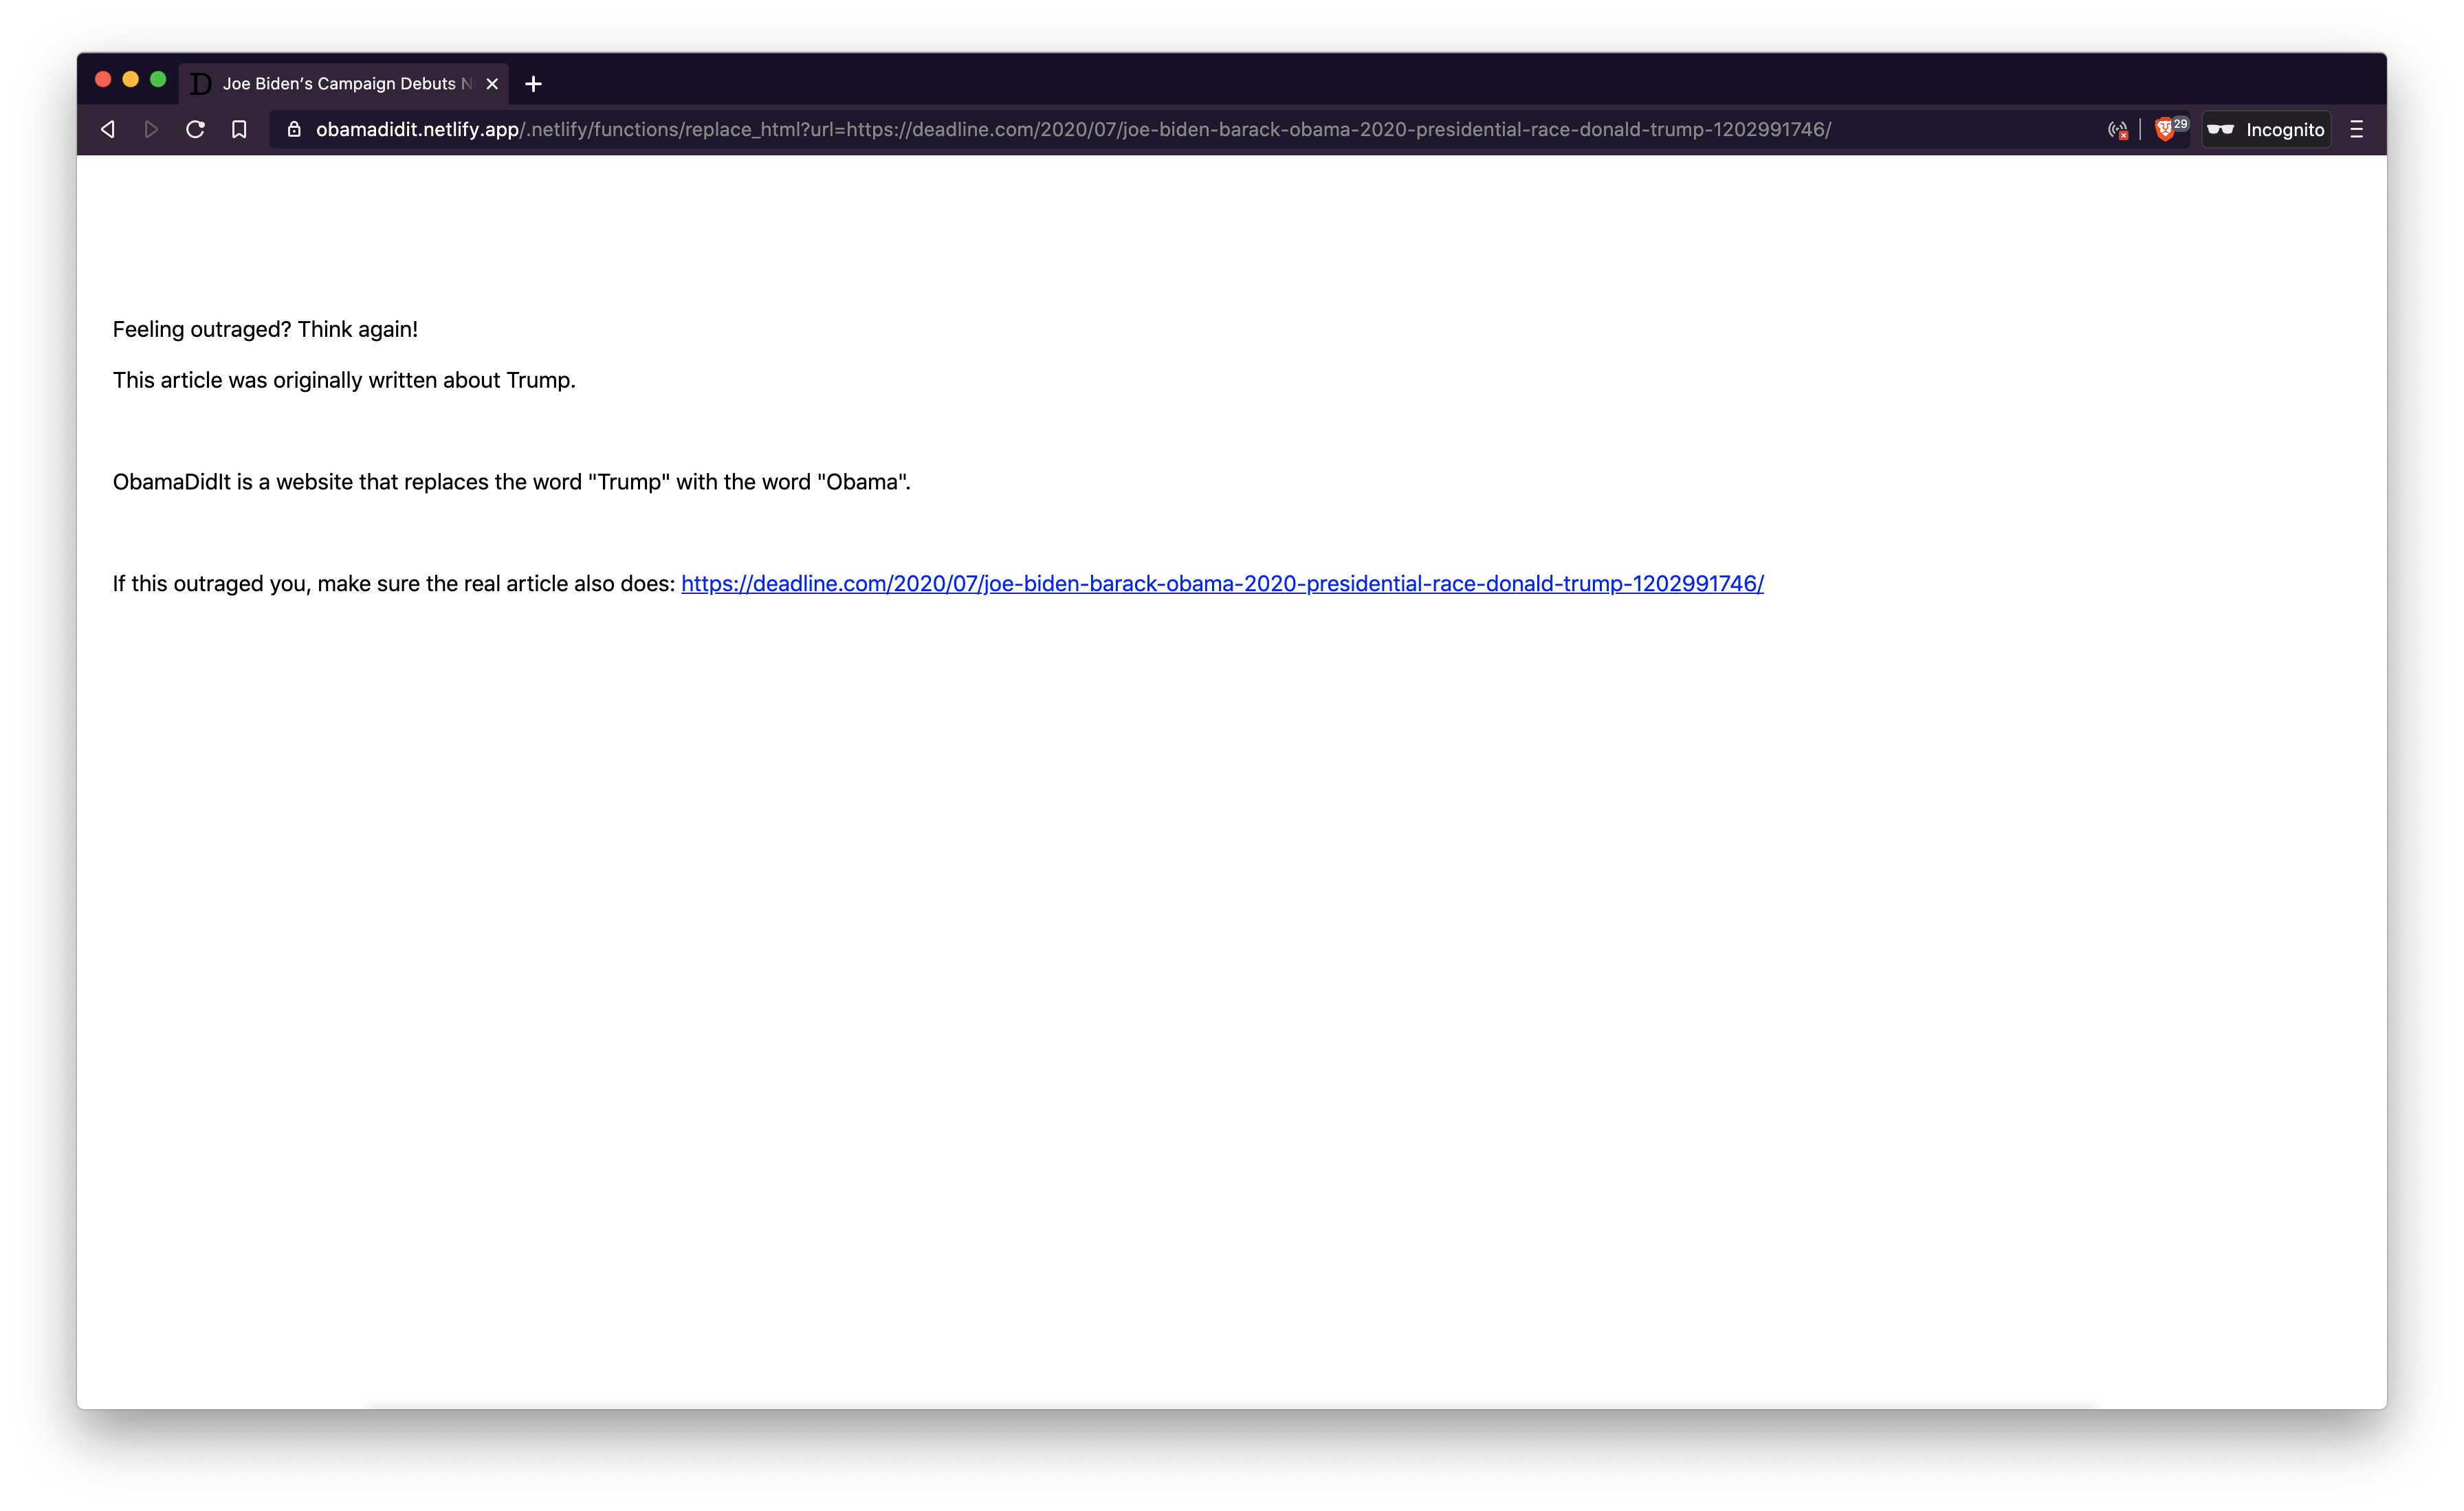 D Joe Biden's Campaign Debuts N
obamadidit.netlify.app/.netlify/functions/replace_html?url=https://deadline.com/2020/07/joe-biden-barack-obama-2020-presidential-race-donald-trump-1202991746/ 29 Incognito
Feeling outraged? Think again!
This article was originally written about Trump.
ObamaDidIt is a website that replaces the word "Trump" with the word "Obama".
If this outraged you, make sure the real article also does: https://deadline.com/2020/07/joe-biden-barack-obama-2020-presidential-race-donald-trump-1202991746/